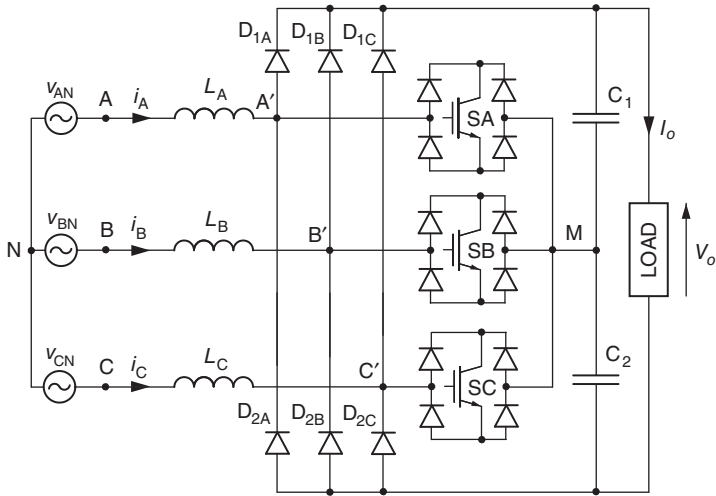 D1A D1B D1C
vAN
A iA LA A′
SA
C1
Io
vBN
N B iB LB B′
SB
M
LOAD
Vo
vCN
C iC LC C′
SC
C2
D2A D2B D2C